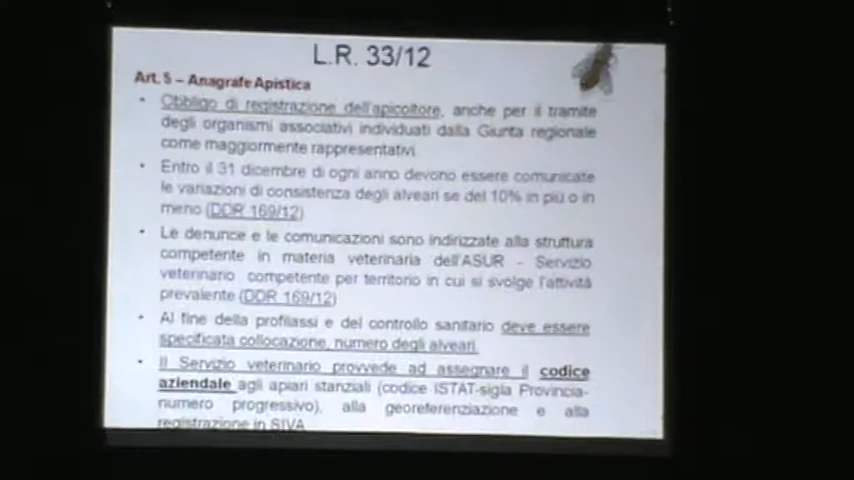 L.R. 33/12
Art. 5 – Anagrafe Apistica
• Obbligo di registrazione dell'apicoltore, anche per il tramite
degli organismi associativi individuati dalla Giunta regionale
come maggiormente rappresentativi.
• Entro il 31 dicembre di ogni anno devono essere comunicate
le variazioni di consistenza degli alveari se del 10% in più o in
meno (DDR 169/12)
• Le denunce e le comunicazioni sono indirizzate alla struttura
competente in materia veterinaria dell'ASUR - Servizio
veterinario competente per territorio in cui si svolge l'attività
prevalente (DDR 169/12)
• Al fine della profilassi e del controllo sanitario deve essere
specificata collocazione, numero degli alveari.
• Il Servizio veterinario provvede ad assegnare il codice
aziendale agli apiari stanziali (codice ISTAT-sigla Provincia-
numero progressivo), alla georeferenziazione e alla
registrazione in SIVA